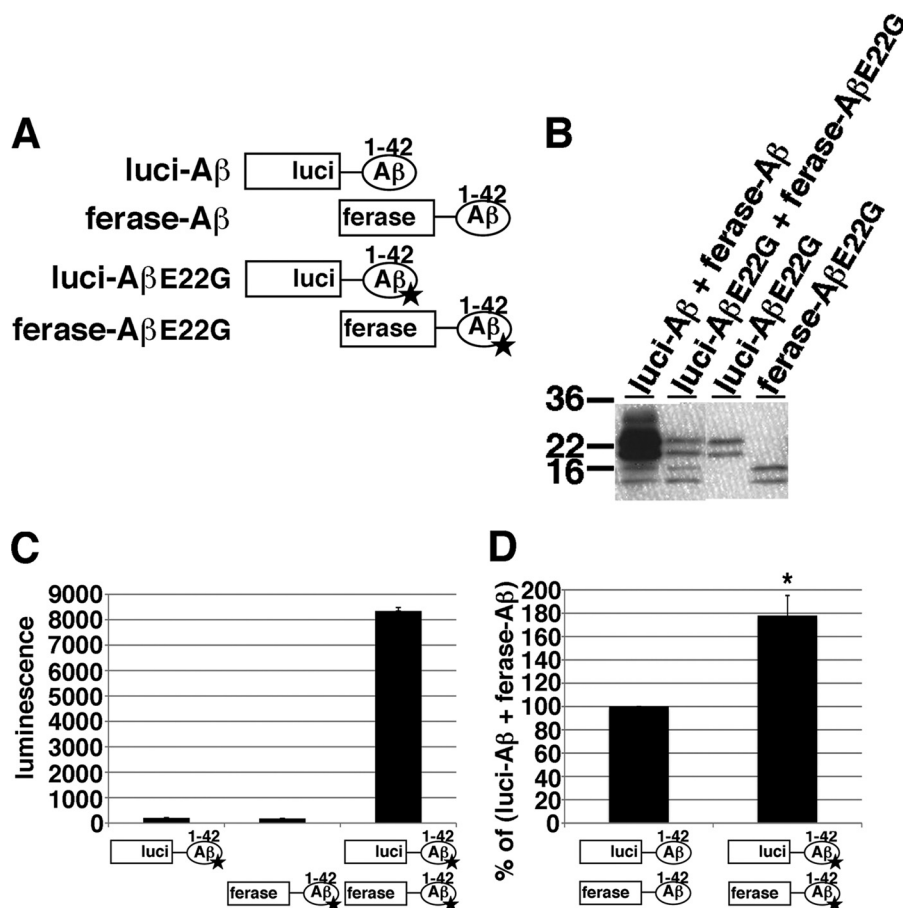 A
luci-Aβ
luci
1-42
Aβ
ferase-Aβ
ferase
1-42
Aβ
luci-AβE22G
luci
1-42
Aβ
ferase-AβE22G
ferase
1-42
Aβ
B
luci-Aβ + ferase-Aβ
luci-AβE22G + ferase-AβE22G
luci-AβE22G
ferase-AβE22G
36
22
16
C
luminescence
9000
8000
7000
6000
5000
4000
3000
2000
1000
0
luci
1-42
Aβ
ferase
1-42
Aβ
luci
1-42
Aβ
ferase
1-42
Aβ
D
% of (luci-Aβ + ferase-Aβ)
200
180
160
140
120
100
80
60
40
20
0
*
luci
1-42
Aβ
ferase
1-42
Aβ
luci
1-42
Aβ
ferase
1-42
Aβ